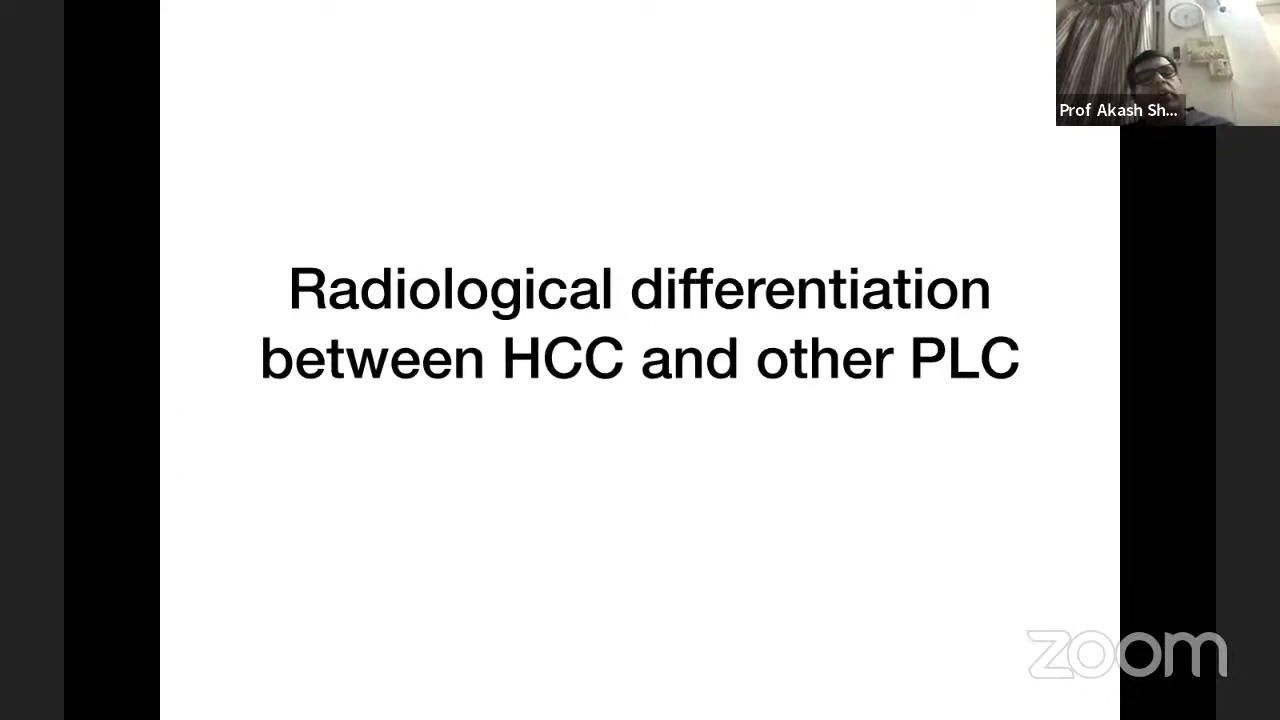 Prof Akash Sh...
Radiological differentiation
between HCC and other PLC
zoom